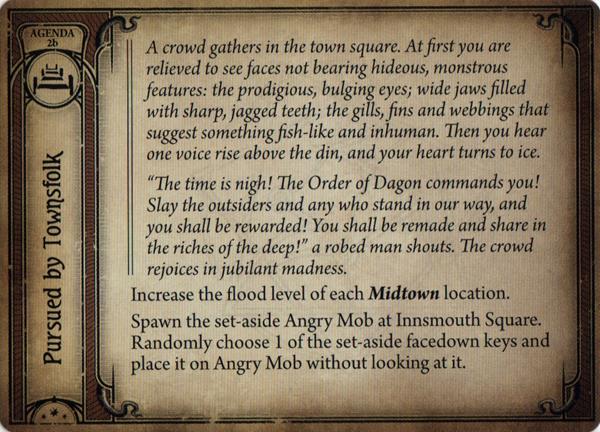 AGENDA
2b
Pursued by Townsfolk
A crowd gathers in the town square. At first you are
relieved to see faces not bearing hideous, monstrous
features: the prodigious, bulging eyes; wide jaws filled
with sharp, jagged teeth; the gills, fins and webbings that
suggest something fish-like and inhuman. Then you hear
one voice rise above the din, and your heart turns to ice.
“The time is nigh! The Order of Dagon commands you!
Slay the outsiders and any who stand in our way, and
you shall be rewarded! You shall be remade and share in
the riches of the deep!” a robed man shouts. The crowd
rejoices in jubilant madness.
Increase the flood level of each Midtown location.
Spawn the set-aside Angry Mob at Innsmouth Square.
Randomly choose 1 of the set-aside facedown keys and
place it on Angry Mob without looking at it.